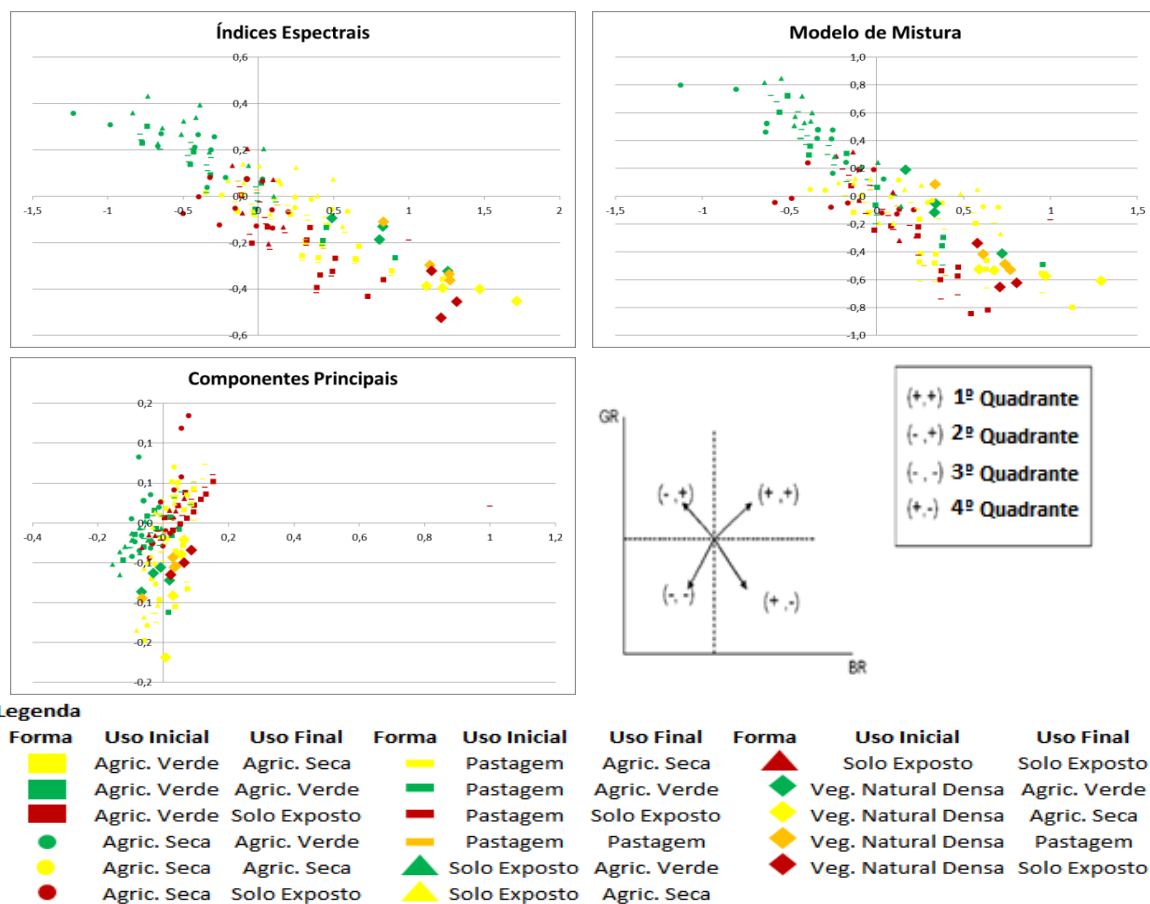 Índices Espectrais
0,6
0,4
0,2
0,0
-1,5 -1 -0,5 0 0,5 1 1,5 2
-0,2
-0,4
-0,6
Modelo de Mistura
1,0
0,8
0,6
0,4
0,2
0,0
-1,5 -1,0 -0,5 0,0 0,5 1,0 1,5
-0,2
-0,4
-0,6
-0,8
-1,0
Componentes Principais
0,2
0,1
0,1
0,0
-0,4 -0,2 0 0,2 0,4 0,6 0,8 1 1,2
-0,1
-0,1
-0,2
-0,2
GR
(-,+) (+,+)
(-,-) (+,-)
BR
(+,+) 1º Quadrante
(-,+) 2º Quadrante
(-,-) 3º Quadrante
(+,-) 4º Quadrante
Legenda
Forma Uso Inicial Uso Final Forma Uso Inicial Uso Final Forma Uso Inicial Uso Final
Agric. Verde Agric. Seca Pastagem Agric. Seca Solo Exposto Solo Exposto
Agric. Verde Agric. Verde Pastagem Agric. Verde Veg. Natural Densa Agric. Verde
Agric. Verde Solo Exposto Pastagem Solo Exposto Veg. Natural Densa Agric. Seca
Agric. Seca Agric. Verde Pastagem Pastagem Veg. Natural Densa Pastagem
Agric. Seca Agric. Seca Solo Exposto Agric. Verde Veg. Natural Densa Solo Exposto
Agric. Seca Solo Exposto Solo Exposto Agric. Seca